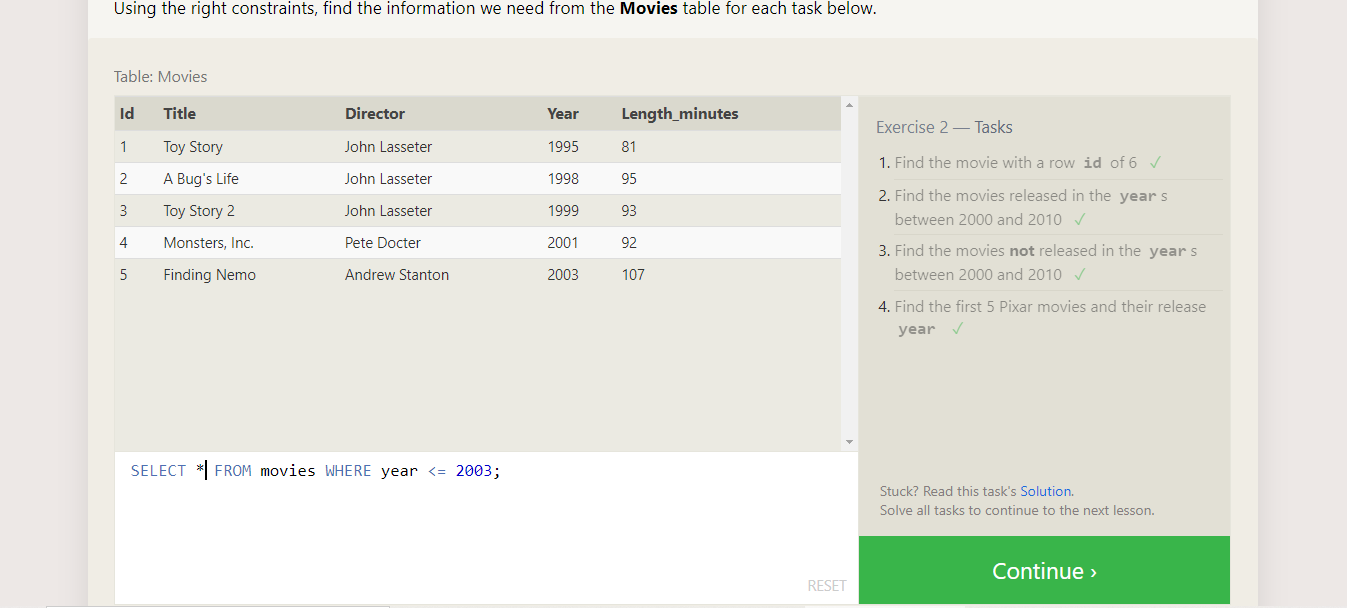 Using the right constraints, find the information we need from the Movies table for each task below.
Table: Movies
Id Title Director Year Length_minutes
1 Toy Story John Lasseter 1995 81
2 A Bug's Life John Lasseter 1998 95
3 Toy Story 2 John Lasseter 1999 93
4 Monsters, Inc. Pete Docter 2001 92
5 Finding Nemo Andrew Stanton 2003 107
SELECT * FROM movies WHERE year <= 2003;
RESET
Exercise 2 — Tasks
1. Find the movie with a row id of 6 ✓
2. Find the movies released in the year s
between 2000 and 2010 ✓
3. Find the movies not released in the year s
between 2000 and 2010 ✓
4. Find the first 5 Pixar movies and their release
year ✓
Stuck? Read this task's Solution.
Solve all tasks to continue to the next lesson.
Continue ›